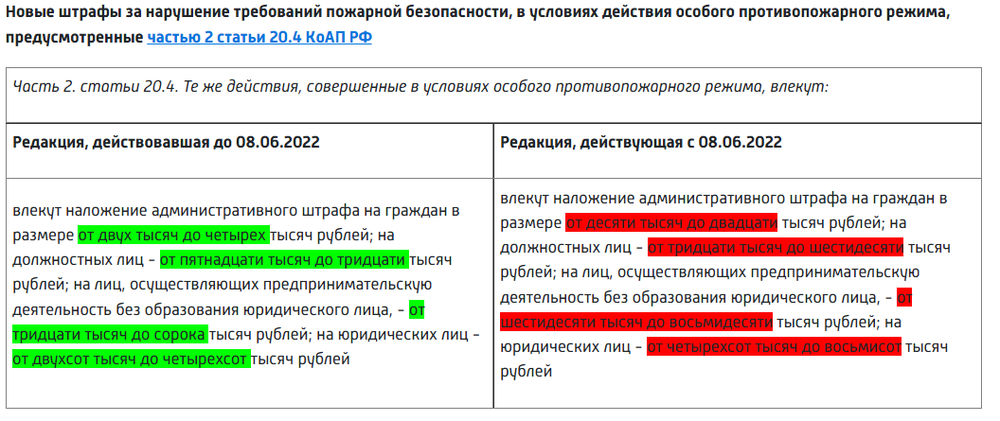 Новые штрафы за нарушение требований пожарной безопасности, в условиях действия особого противопожарного режима,
предусмотренные частью 2 статьи 20.4 КоАП РФ
Часть 2. статьи 20.4. Те же действия, совершенные в условиях особого противопожарного режима, влекут:
Редакция, действовавшая до 08.06.2022
влекут наложение административного штрафа на граждан в
размере от двух тысяч до четырех тысяч рублей; на
должностных лиц – от пятнадцати тысяч до тридцати тысяч
рублей; на лиц, осуществляющих предпринимательскую
деятельность без образования юридического лица, – от
тридцати тысяч до сорока тысяч рублей; на юридических лиц –
от двухсот тысяч до четырехсот тысяч рублей
Редакция, действующая с 08.06.2022
влекут наложение административного штрафа на граждан в
размере от десяти тысяч до двадцати тысяч рублей; на
должностных лиц – от тридцати тысяч до шестидесяти тысяч
рублей; на лиц, осуществляющих предпринимательскую
деятельность без образования юридического лица, – от
шестидесяти тысяч до восьмидесяти тысяч рублей; на
юридических лиц – от четырехсот тысяч до восьмисот тысяч
рублей